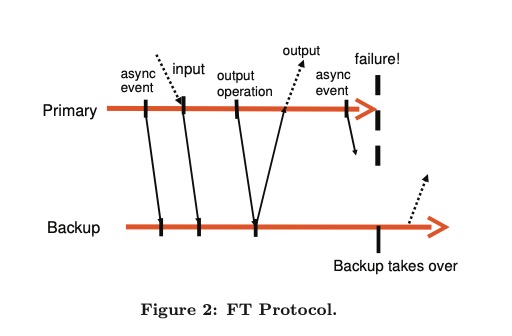 output
failure!
async
event
input
output
operation
async
event
Primary
Backup
Backup takes over
Figure 2: FT Protocol.